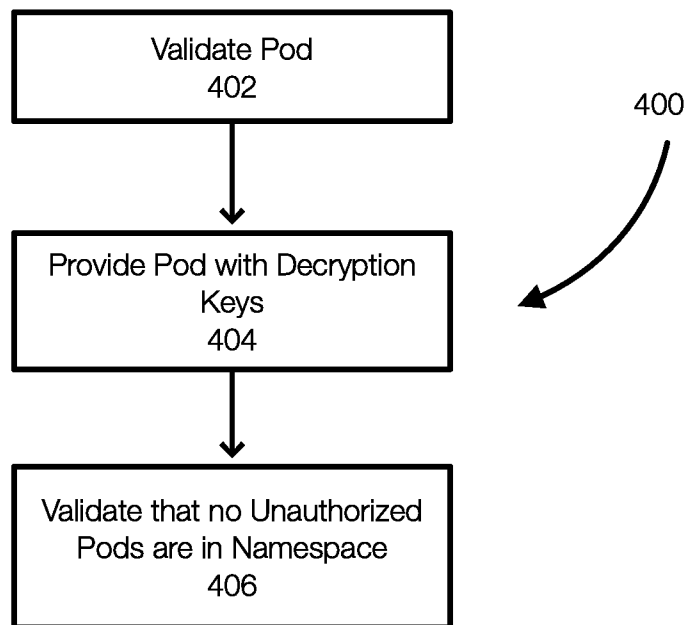 Validate Pod
402
400
Provide Pod with Decryption
Keys
404
Validate that no Unauthorized
Pods are in Namespace
406